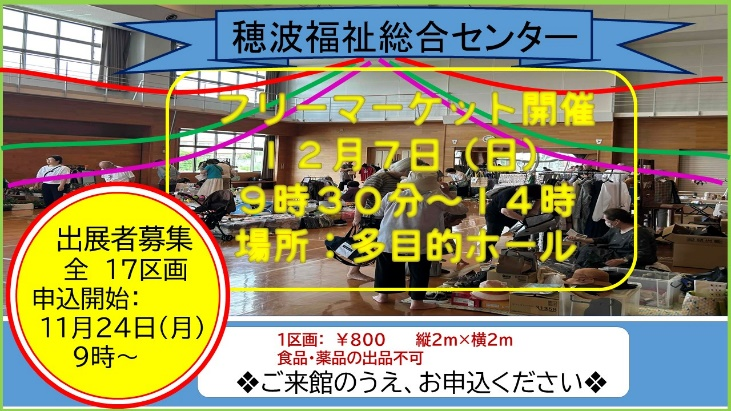 穂波福祉総合センター
フリーマーケット開催
１２月７日（日）
９時３０分～１４時
場所：多目的ホール
出展者募集
全 17区画
申込開始：
11月24日(月)
9時～
1区画： ￥800 縦2m×横2m
食品・薬品の出品不可
❖ご来館のうえ、お申込ください❖